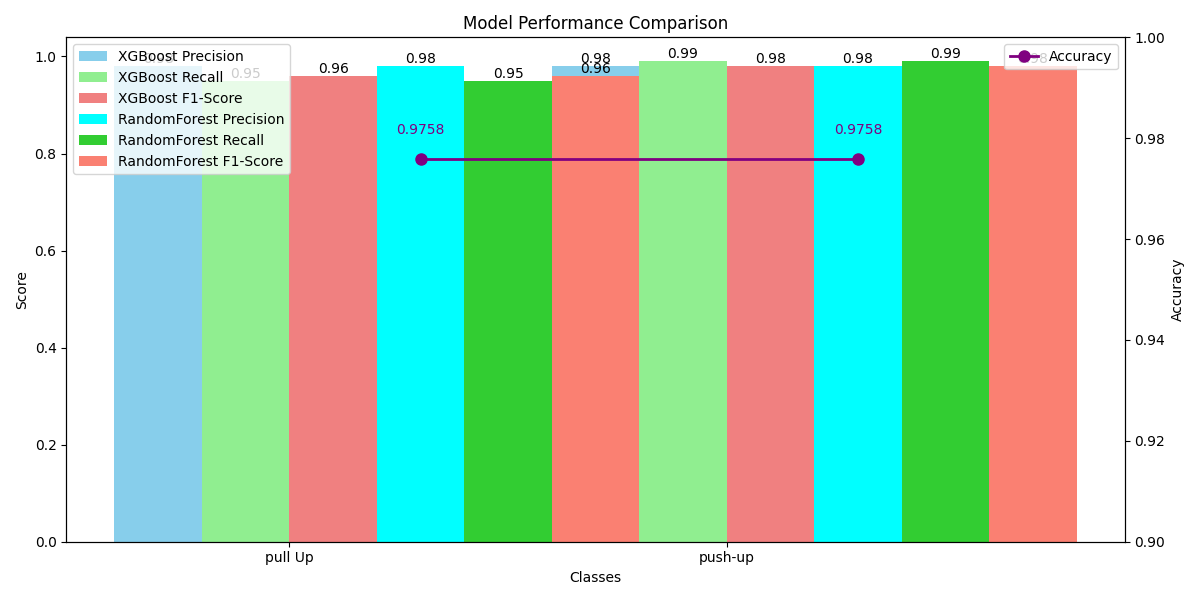 Model Performance Comparison
XGBoost Precision
XGBoost Recall
XGBoost F1-Score
RandomForest Precision
RandomForest Recall
RandomForest F1-Score
Accuracy
0.95
0.96
0.98
0.95
0.98
0.96
0.99
0.98
0.98
0.99
0.9758
0.9758
1.0
0.8
0.6
0.4
0.2
0.0
Score
1.00
0.98
0.96
0.94
0.92
0.90
Accuracy
pull Up
push-up
Classes